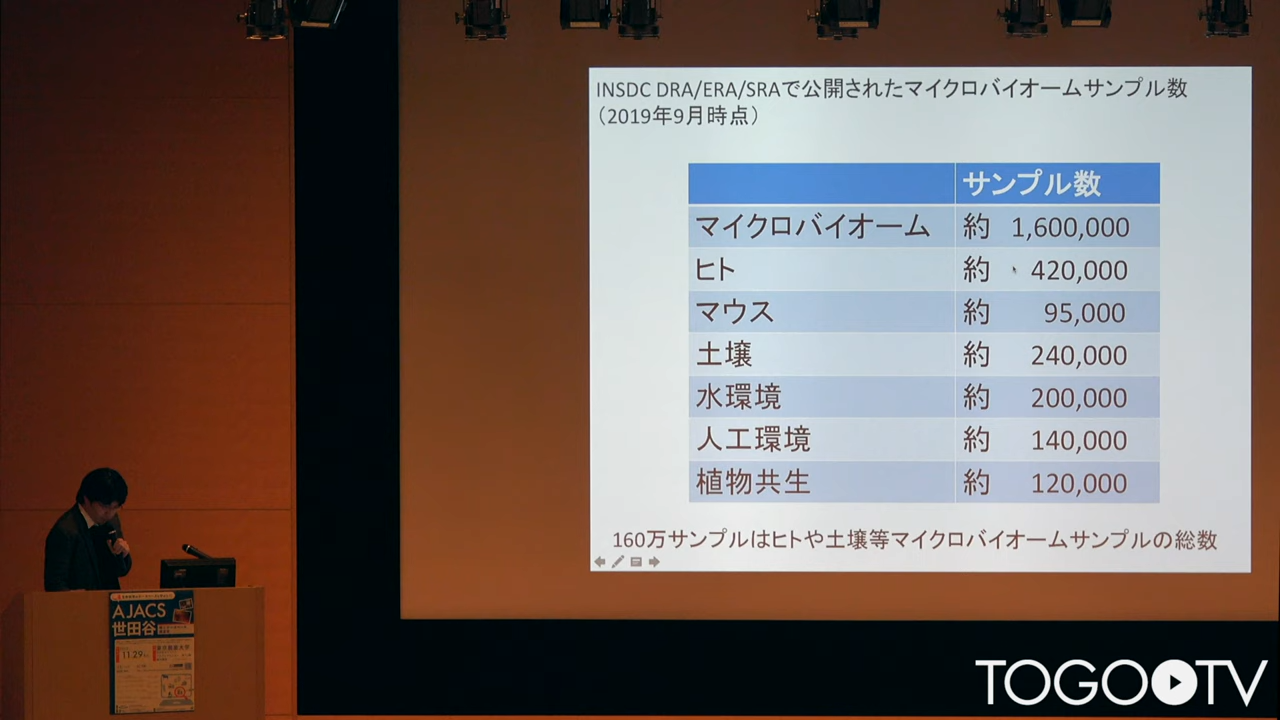 INSDC DRA/ERA/SRAで公開されたマイクロバイオームサンプル数
（2019年9月時点）
サンプル数
マイクロバイオーム 約 1,600,000
ヒト 約 420,000
マウス 約 95,000
土壌 約 240,000
水環境 約 200,000
人工環境 約 140,000
植物共生 約 120,000
160万サンプルはヒトや土壌等マイクロバイオームサンプルの総数
AJACS
世田谷
11.29
TOGOTV